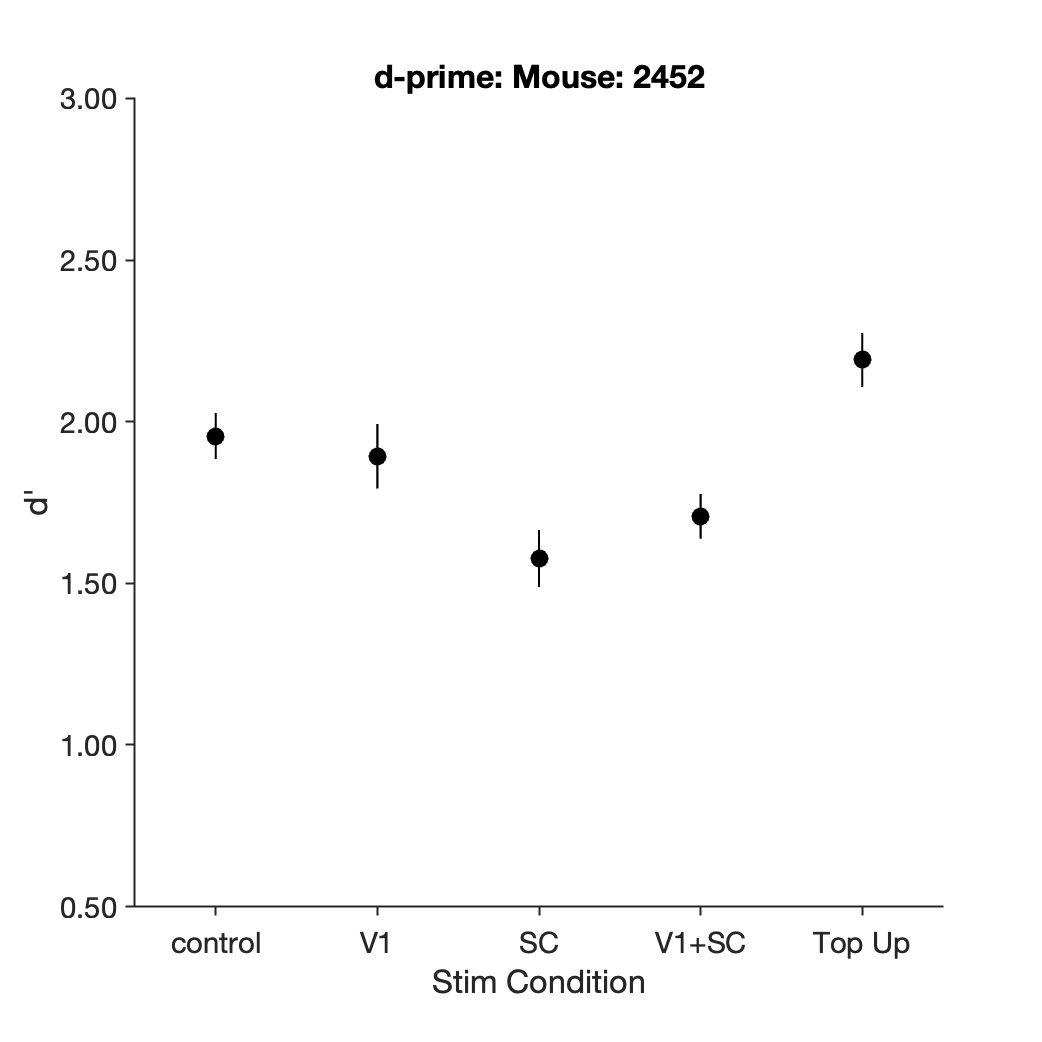 d-prime: Mouse: 2452
3.00
2.50
2.00
1.50
1.00
0.50
d'
control V1 SC V1+SC Top Up
Stim Condition